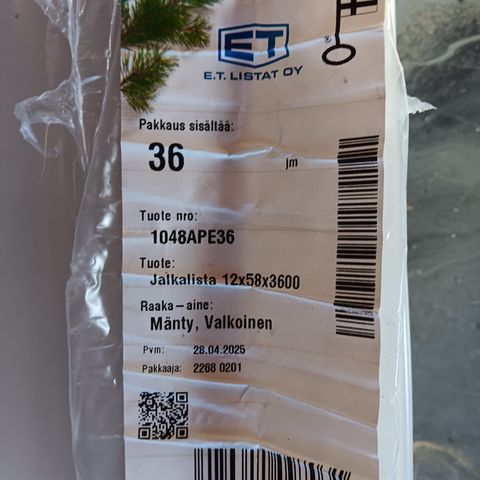 ET
E.T. LISTAT OY
®
Pakkaus sisältää:
36 jm
Tuote nro:
1048APE36
Tuote:
Jalkalista 12x58x3600
Raaka-aine:
Mänty, Valkoinen
Pvm: 28.04.2025
Pakkaaja: 2268 0201